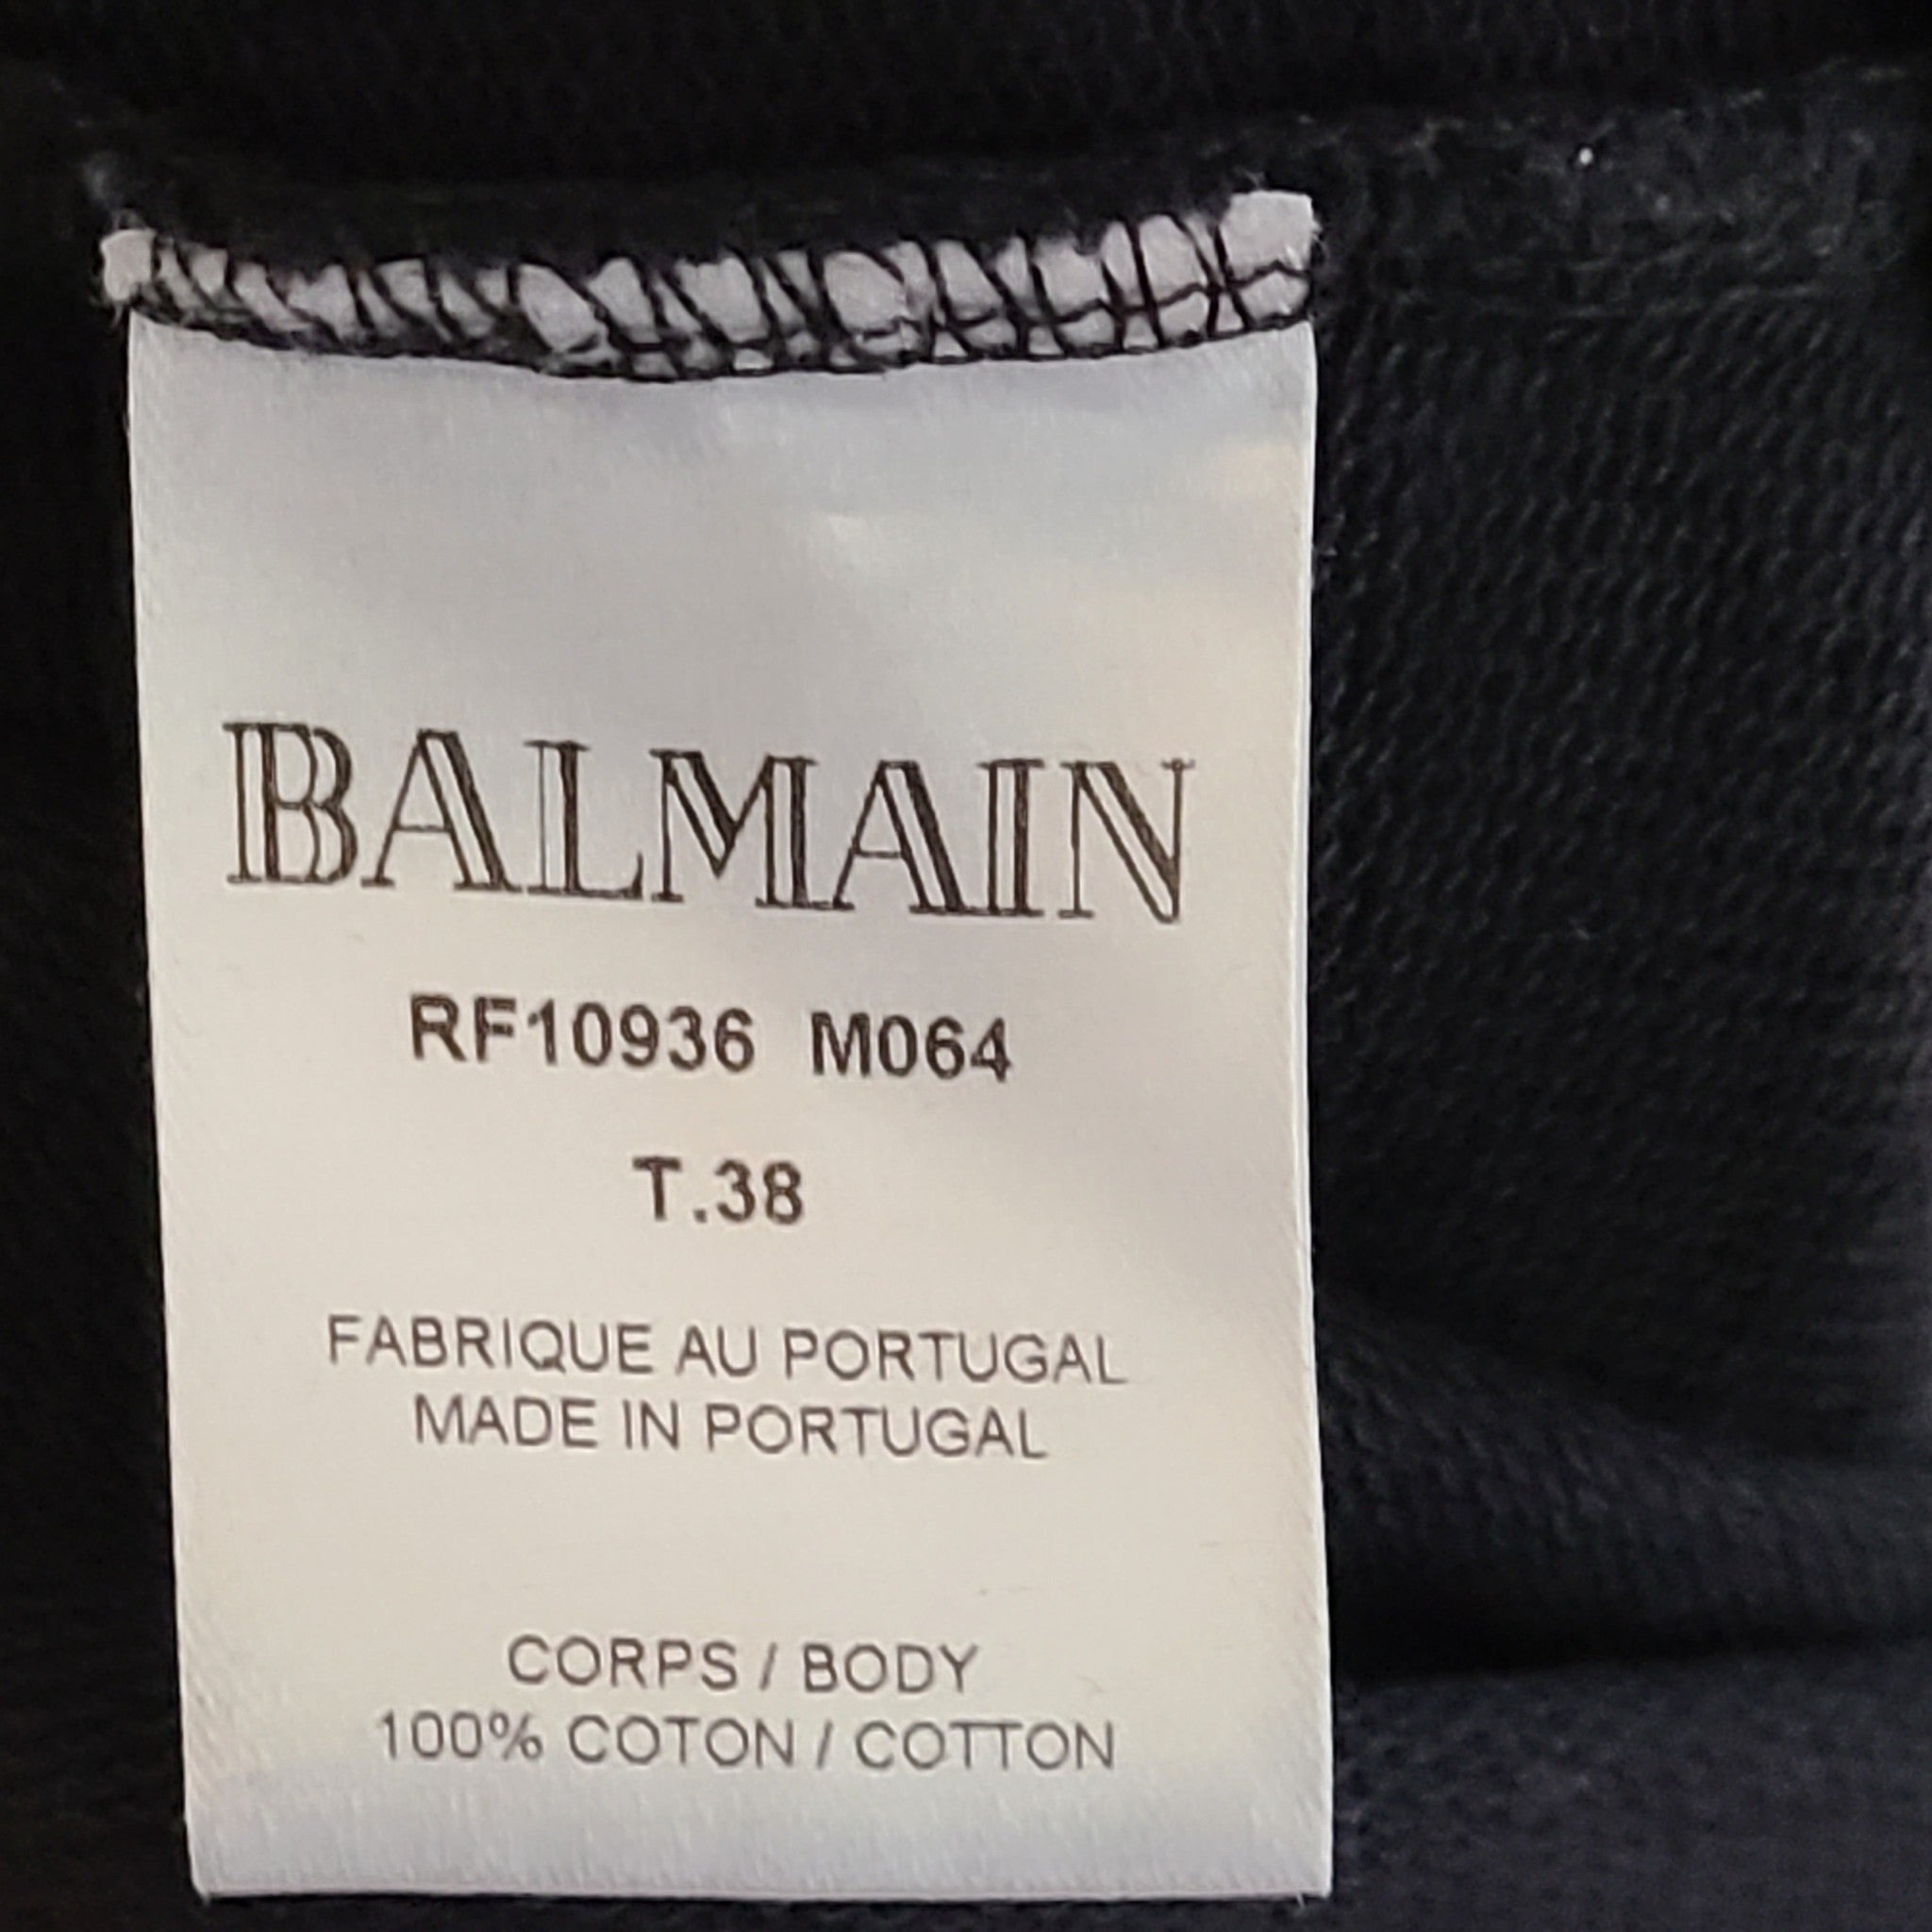 BALMAIN
RF10936 M064
T.38
FABRIQUE AU PORTUGAL
MADE IN PORTUGAL
CORPS / BODY
100% COTON / COTTON